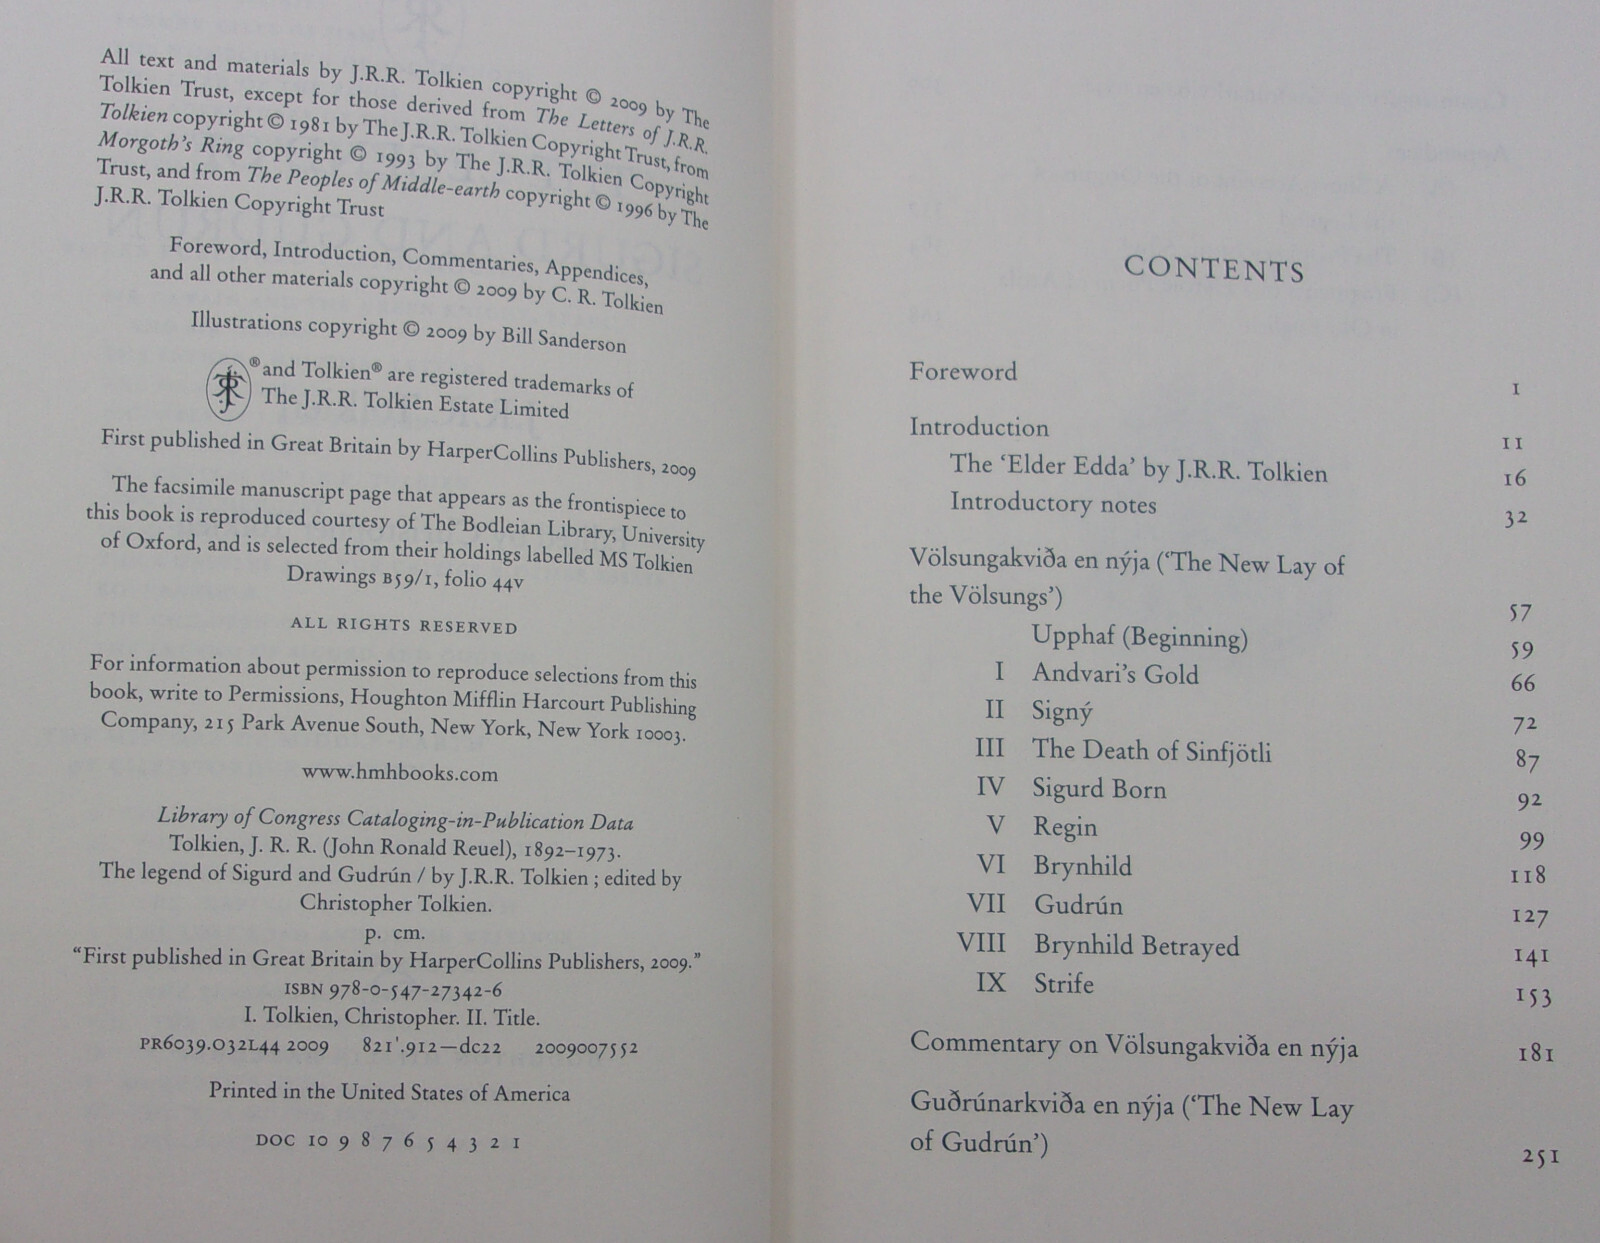 All text and materials by J.R.R. Tolkien copyright © 2009 by The
Tolkien Trust, except for those derived from The Letters of J.R.R.
Tolkien copyright © 1981 by The J.R.R. Tolkien Copyright Trust, from
Morgoth's Ring copyright © 1993 by The J.R.R. Tolkien Copyright
Trust, and from The Peoples of Middle-earth copyright © 1996 by The
J.R.R. Tolkien Copyright Trust
Foreword, Introduction, Commentaries, Appendices,
and all other materials copyright © 2009 by C. R. Tolkien
Illustrations copyright © 2009 by Bill Sanderson
® and Tolkien® are registered trademarks of
The J.R.R. Tolkien Estate Limited
First published in Great Britain by HarperCollins Publishers, 2009
The facsimile manuscript page that appears as the frontispiece to
this book is reproduced courtesy of The Bodleian Library, University
of Oxford, and is selected from their holdings labelled MS Tolkien
Drawings B59/1, folio 44v
ALL RIGHTS RESERVED
For information about permission to reproduce selections from this
book, write to Permissions, Houghton Mifflin Harcourt Publishing
Company, 215 Park Avenue South, New York, New York 10003.
www.hmhbooks.com
Library of Congress Cataloging-in-Publication Data
Tolkien, J. R. R. (John Ronald Reuel), 1892–1973.
The legend of Sigurd and Gudrún / by J.R.R. Tolkien ; edited by
Christopher Tolkien.
p. cm.
“First published in Great Britain by HarperCollins Publishers, 2009.”
ISBN 978-0-547-27342-6
I. Tolkien, Christopher. II. Title.
PR6039.032L44 2009 821'.912—dc22 2009007552
Printed in the United States of America
DOC 10 9 8 7 6 5 4 3 2 1
CONTENTS
Foreword 1
Introduction 11
The ‘Elder Edda’ by J.R.R. Tolkien 16
Introductory notes 32
Völsungakviða en nýja (‘The New Lay of
the Völsungs’) 57
Upphaf (Beginning) 59
I Andvari's Gold 66
II Signý 72
III The Death of Sinfjötli 87
IV Sigurd Born 92
V Regin 99
VI Brynhild 118
VII Gudrún 127
VIII Brynhild Betrayed 141
IX Strife 153
Commentary on Völsungakviða en nýja 181
Guðrúnarkviða en nýja (‘The New Lay
of Gudrún’) 251